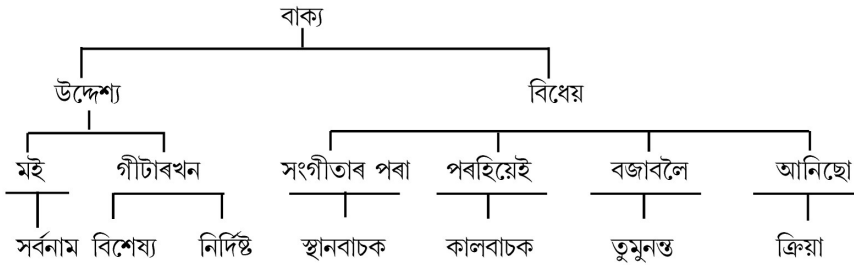 বাক্য
উদ্দেশ্য বিধেয়
মই গীটাৰখন সংগীতাৰ পৰা পৰহিয়েই বজাবলৈ আনিছো
সৰ্বনাম বিশেষ্য নিৰ্দিষ্ট স্থানবাচক কালবাচক তুমুনন্ত ক্ৰিয়া